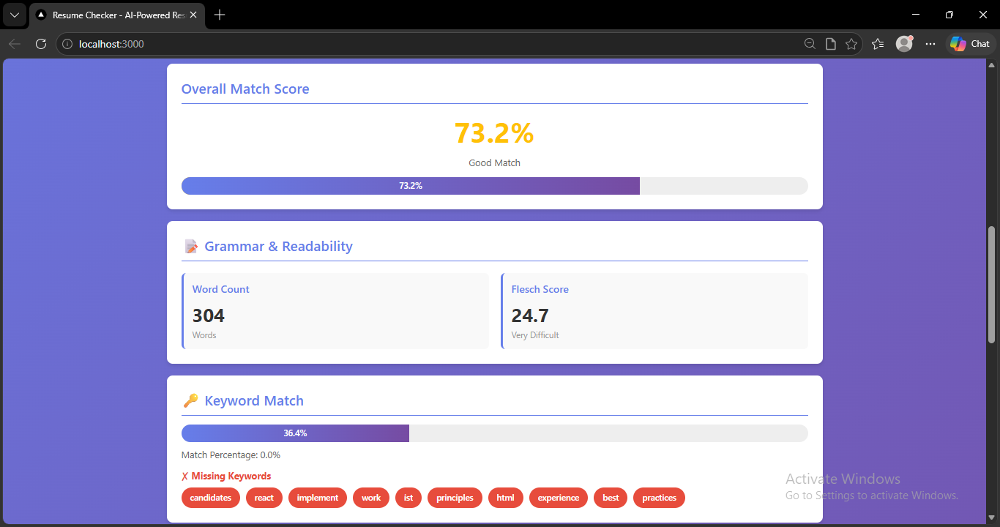 Resume Checker - AI-Powered Res
localhost:3000
Chat
Overall Match Score
73.2%
Good Match
73.2%
Grammar & Readability
Word Count
304
Words
Flesch Score
24.7
Very Difficult
Keyword Match
36.4%
Match Percentage: 0.0%
✗ Missing Keywords
candidates react implement work ist principles html experience best practices
Activate Windows
Go to Settings to activate Windows.